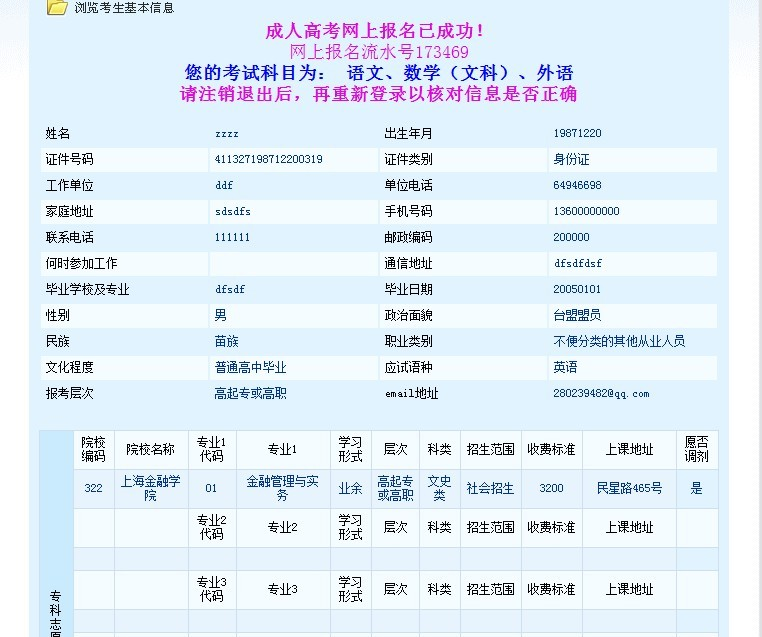 浏览考生基本信息
成人高考网上报名已成功！
网上报名流水号173469
您的考试科目为： 语文、数学（文科）、外语
请注销退出后，再重新登录以核对信息是否正确
姓名 zzzz 出生年月 19871220
证件号码 411327198712200319 证件类别 身份证
工作单位 ddf 单位电话 64946698
家庭地址 sdsdfs 手机号码 13600000000
联系电话 111111 邮政编码 200000
何时参加工作 通信地址 dfsdfdsf
毕业学校及专业 dfsdf 毕业日期 20050101
性别 男 政治面貌 台盟盟员
民族 苗族 职业类别 不便分类的其他从业人员
文化程度 普通高中毕业 应试语种 英语
报考层次 高起专或高职 email地址 280239482@qq.com
院校编码 院校名称 专业1代码 专业1 学习形式 层次 科类 招生范围 收费标准 上课地址 愿否调剂
322 上海金融学院 01 金融管理与实务 业余 高起专或高职 文史类 社会招生 3200 民星路465号 是
专业2代码 专业2 学习形式 层次 科类 招生范围 收费标准 上课地址
专业3代码 专业3 学习形式 层次 科类 招生范围 收费标准 上课地址
专科志愿